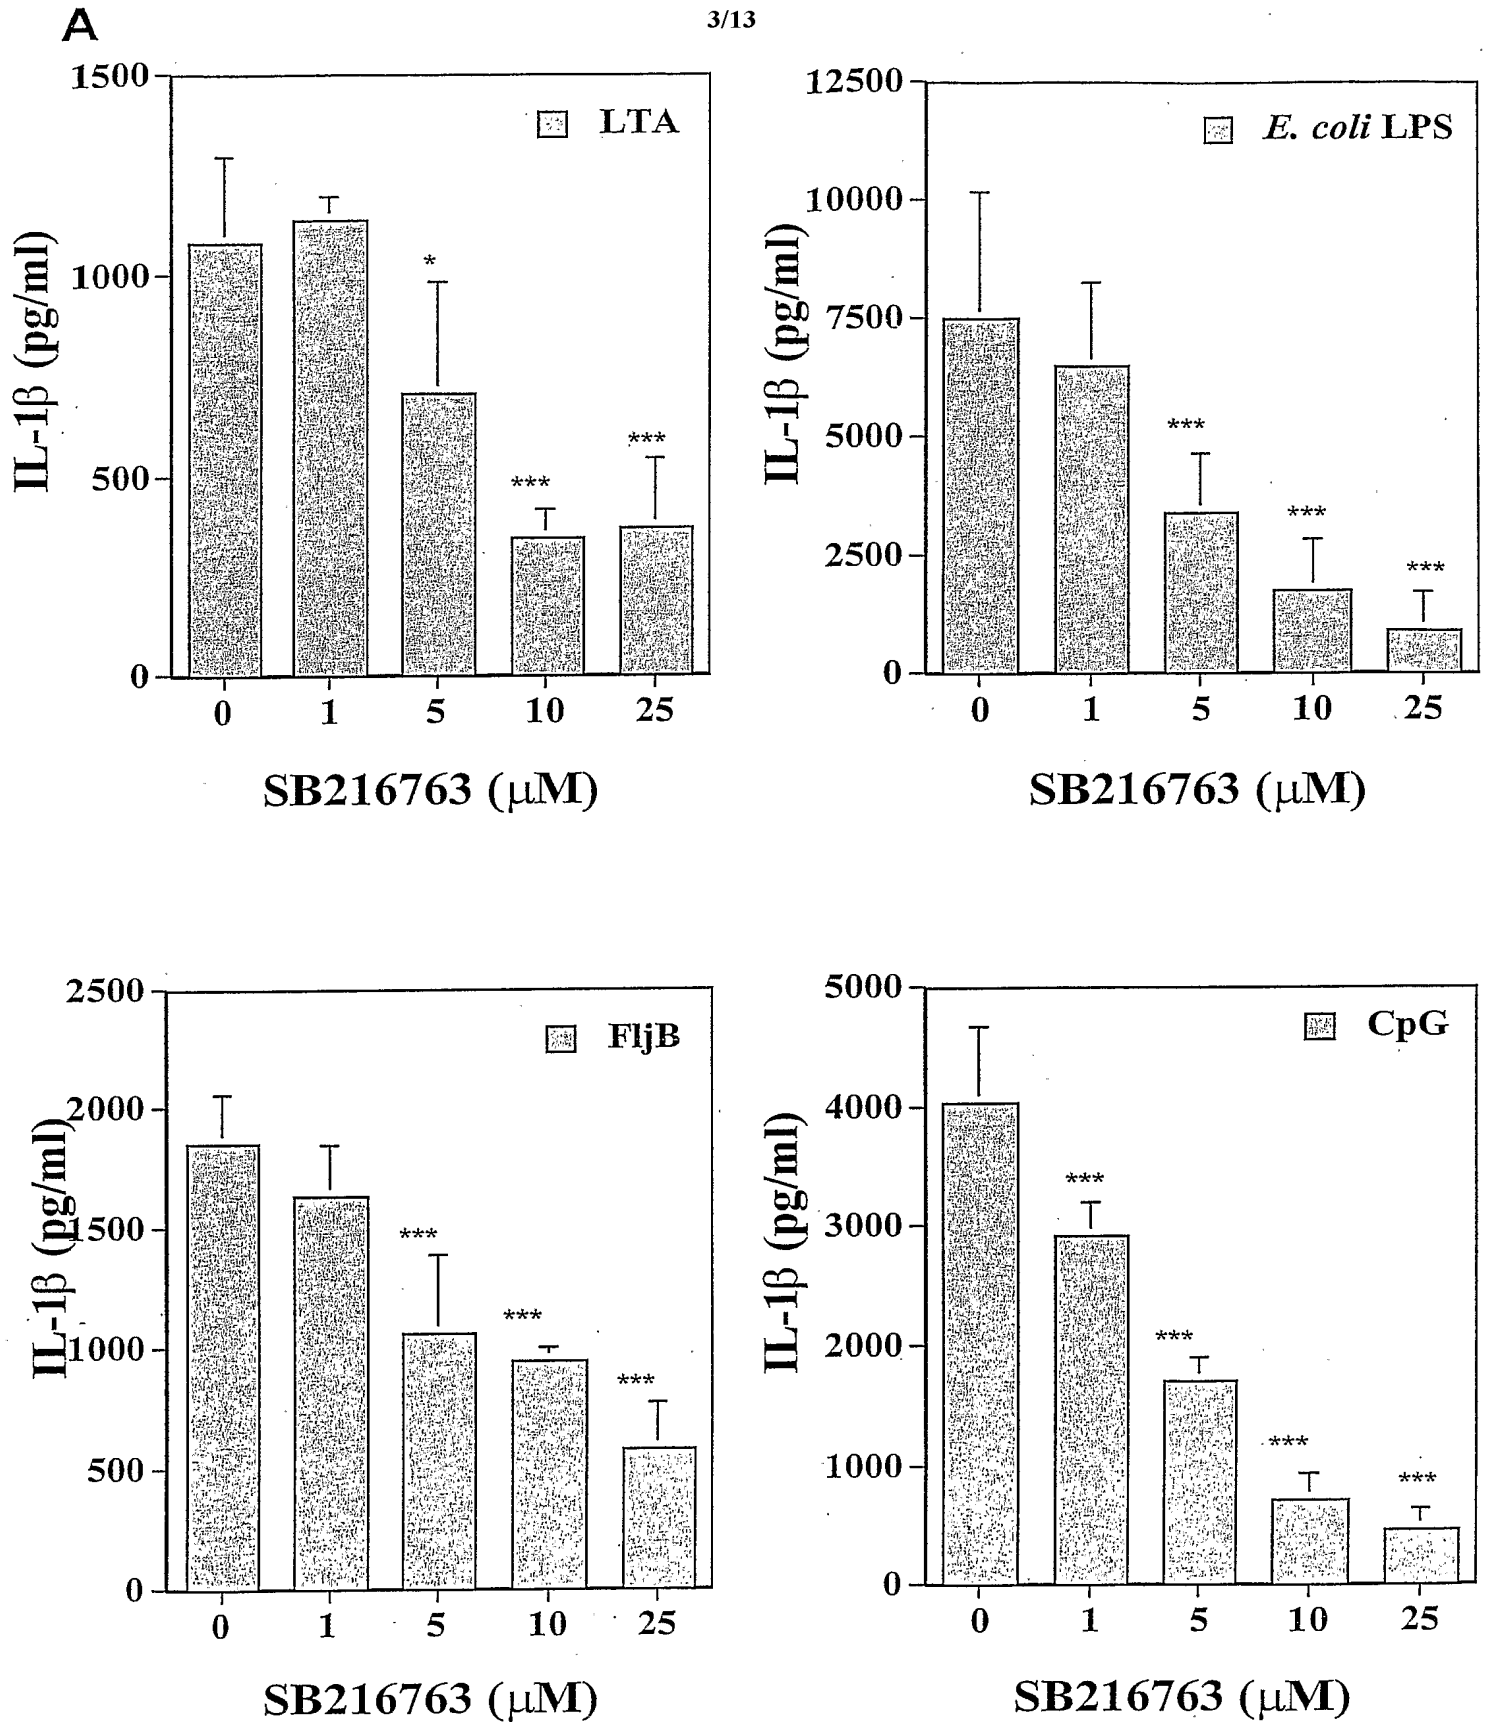 A
3/13
1500
1000
500
0
IL-1β (pg/ml)
LTA
*
***
***
0 1 5 10 25
SB216763 (μM)
12500
10000
7500
5000
2500
0
IL-1β (pg/ml)
E. coli LPS
***
***
***
0 1 5 10 25
SB216763 (μM)
2500
2000
1500
1000
500
0
IL-1β (pg/ml)
FljB
***
***
***
0 1 5 10 25
SB216763 (μM)
5000
4000
3000
2000
1000
0
IL-1β (pg/ml)
CpG
***
***
***
***
0 1 5 10 25
SB216763 (μM)